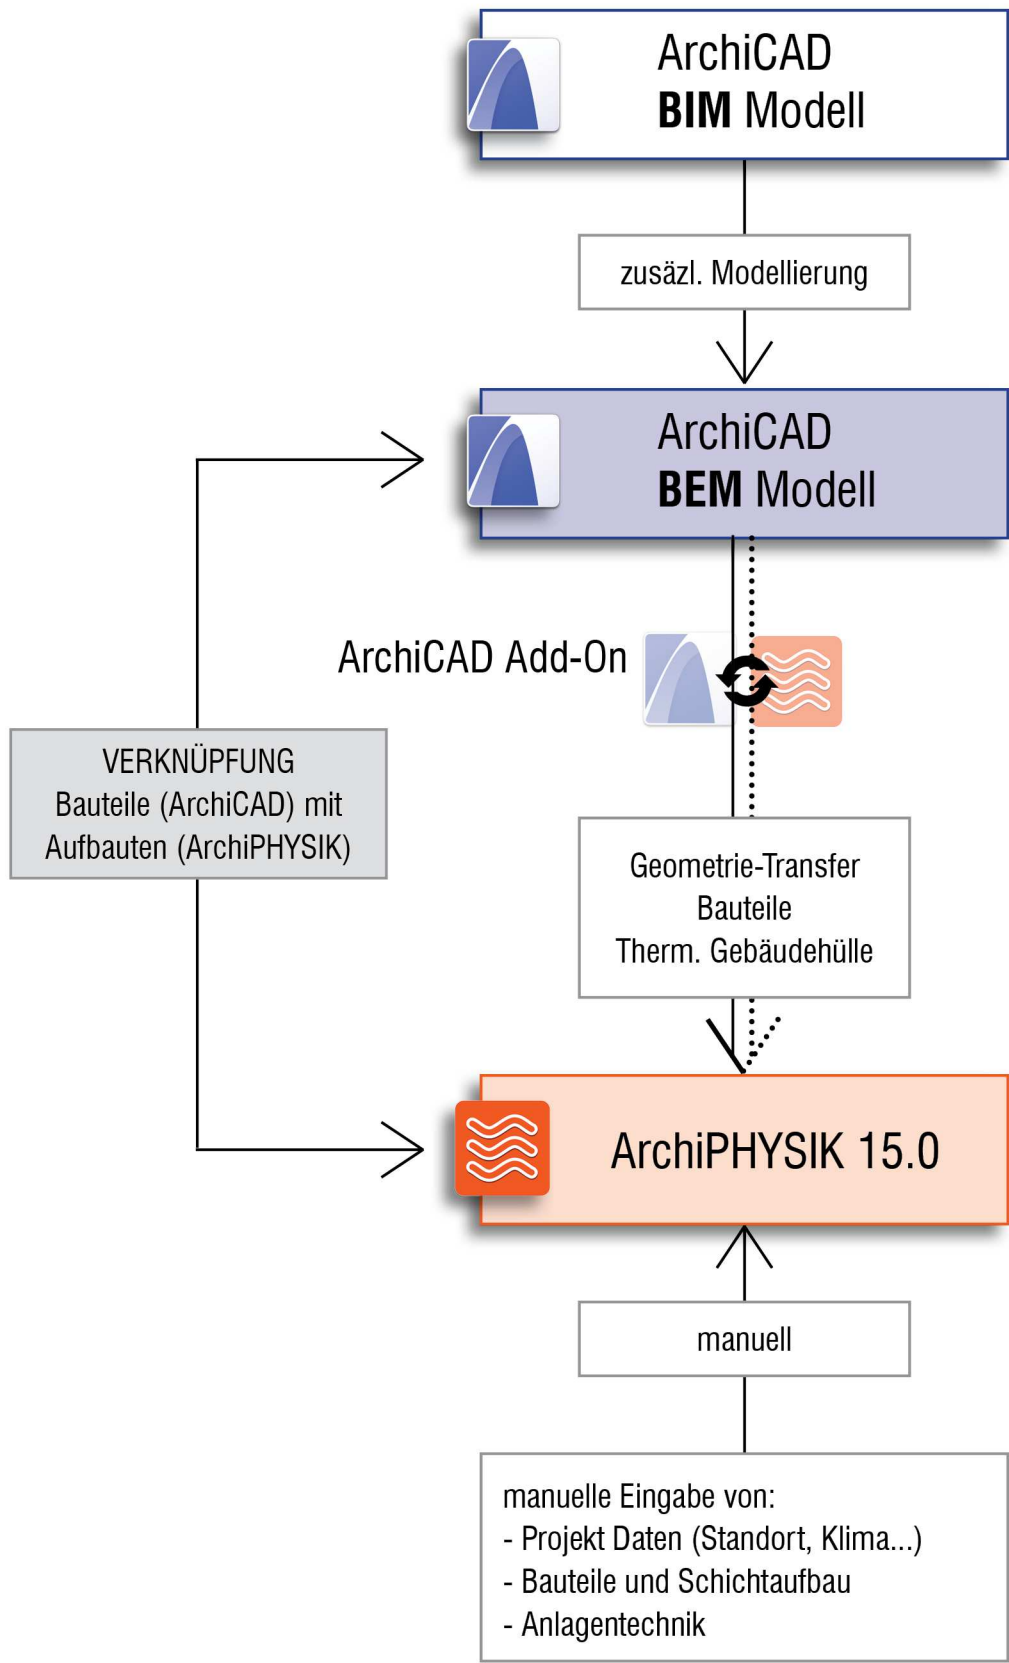 ArchiCAD
BIM Modell
zusäzl. Modellierung
ArchiCAD
BEM Modell
ArchiCAD Add-On
VERKNÜPFUNG
Bauteile (ArchiCAD) mit
Aufbauten (ArchiPHYSIK)
Geometrie-Transfer
Bauteile
Therm. Gebäudehülle
ArchiPHYSIK 15.0
manuell
manuelle Eingabe von:
- Projekt Daten (Standort, Klima...)
- Bauteile und Schichtaufbau
- Anlagentechnik